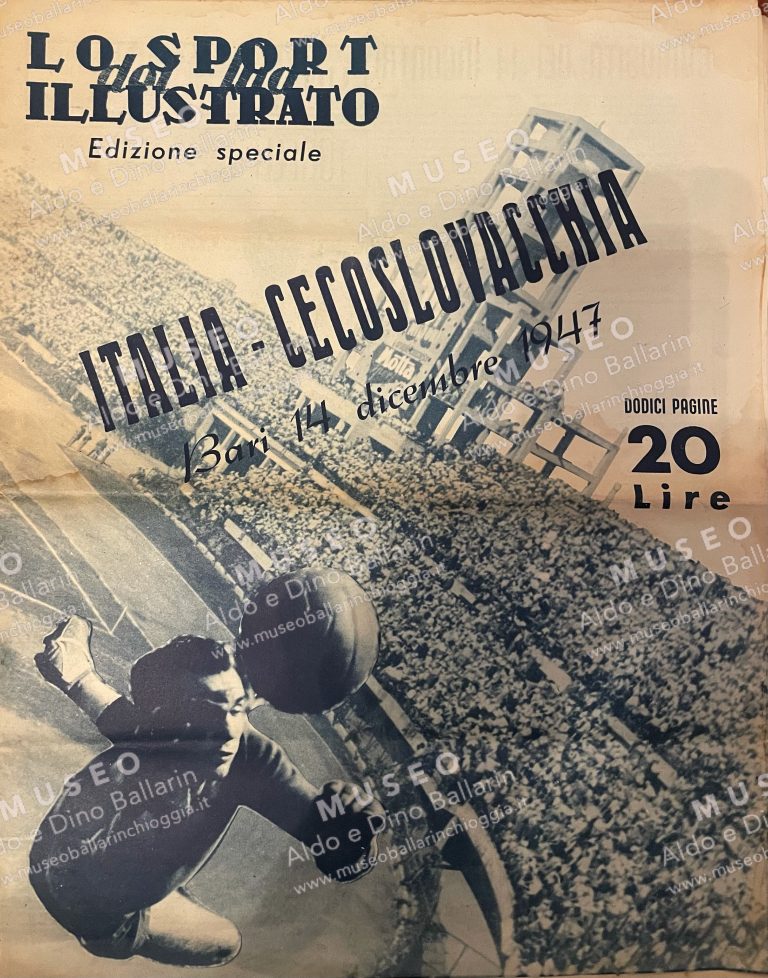 LO SPORT
del Sud
ILLUSTRATO
Edizione speciale
ITALIA - CECOSLOVACCHIA
Bari 14 dicembre 1947
Motta
DODICI PAGINE
20
Lire
MUSEO
Aldo e Dino Ballarin
www.museoballarinchioggia.it